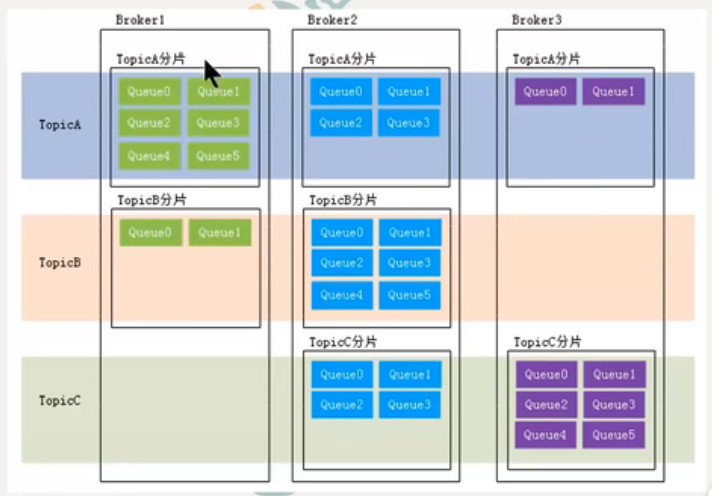 Broker1 Broker2 Broker3
TopicA分片 TopicA分片 TopicA分片
Queue0 Queue1 Queue0 Queue1 Queue0 Queue1
TopicA Queue2 Queue3 Queue2 Queue3
Queue4 Queue5
TopicB分片 TopicB分片
Queue0 Queue1 Queue0 Queue1
TopicB Queue2 Queue3
Queue4 Queue5
TopicC分片 TopicC分片
Queue0 Queue1 Queue0 Queue1
TopicC Queue2 Queue3 Queue2 Queue3
Queue4 Queue5